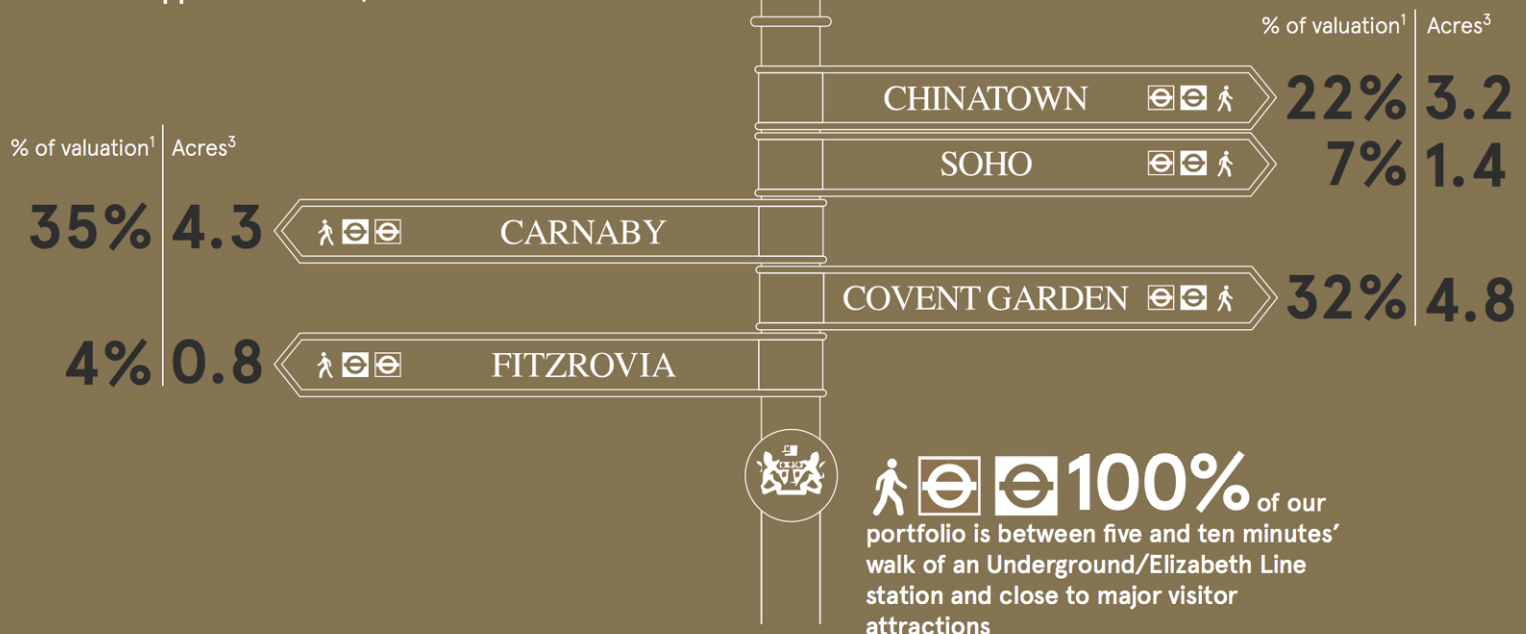 % of valuation¹ | Acres³
CHINATOWN 22% 3.2
SOHO 7% 1.4
% of valuation¹ | Acres³
35% 4.3 CARNABY
COVENT GARDEN 32% 4.8
4% 0.8 FITZROVIA
100% of our
portfolio is between five and ten minutes’
walk of an Underground/Elizabeth Line
station and close to major visitor
attractions